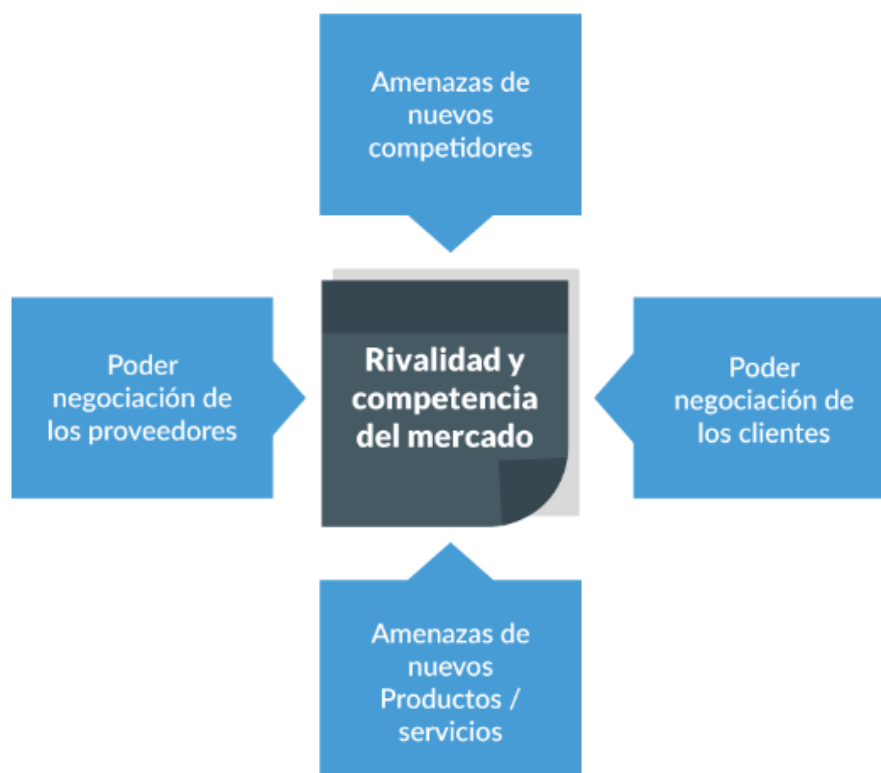 Amenazas de
nuevos
competidores
Poder
negociación de
los proveedores
Rivalidad y
competencia
del mercado
Poder
negociación de
los clientes
Amenazas de
nuevos
Productos /
servicios